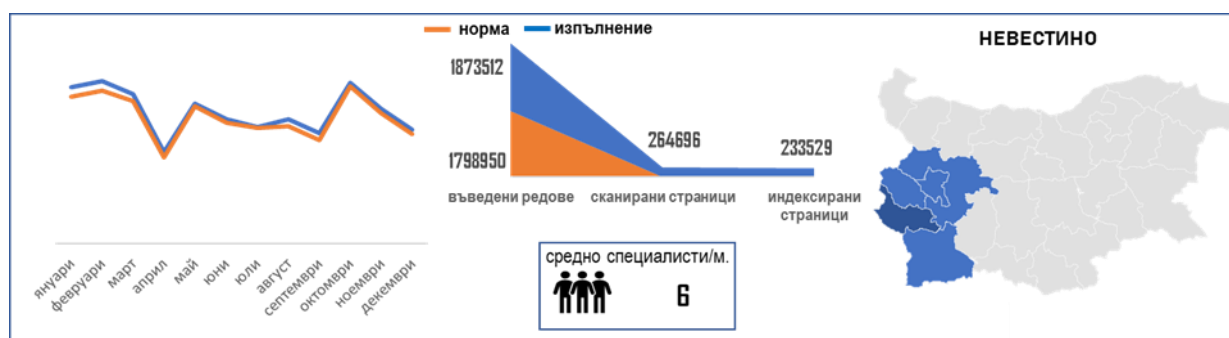 норма
изпълнение
НЕВЕСТИНО
1873512
1798950
264696
233529
въведени редове
сканирани страници
индексирани
страници
януари
февруари
март
април
май
юни
юли
август
септември
октомври
ноември
декември
средно специалисти/м.
6